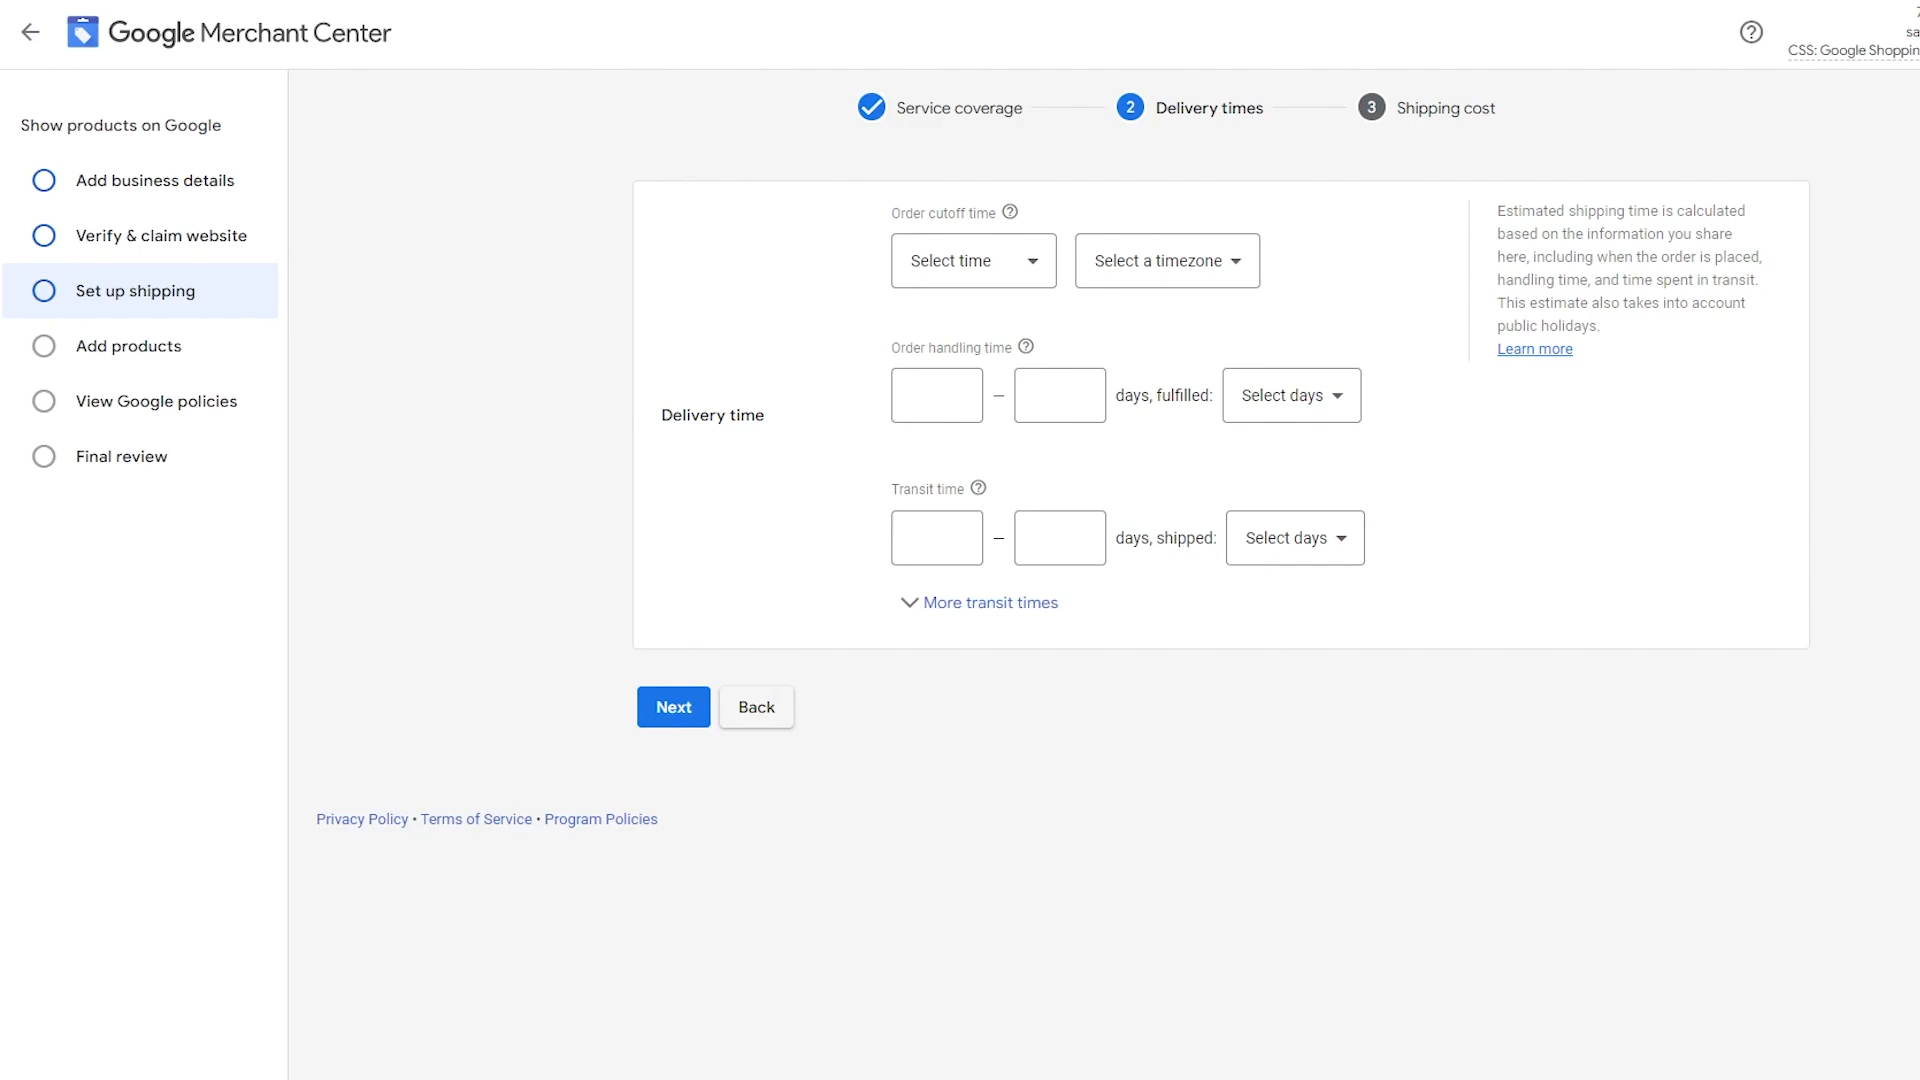 Google Merchant Center
CSS: Google Shoppin
Show products on Google
Add business details
Verify & claim website
Set up shipping
Add products
View Google policies
Final review
Service coverage
2 Delivery times
3 Shipping cost
Delivery time
Order cutoff time
Select time
Select a timezone
Order handling time
– days, fulfilled: Select days
Transit time
– days, shipped: Select days
More transit times
Estimated shipping time is calculated
based on the information you share
here, including when the order is placed,
handling time, and time spent in transit.
This estimate also takes into account
public holidays.
Learn more
Next
Back
Privacy Policy • Terms of Service • Program Policies